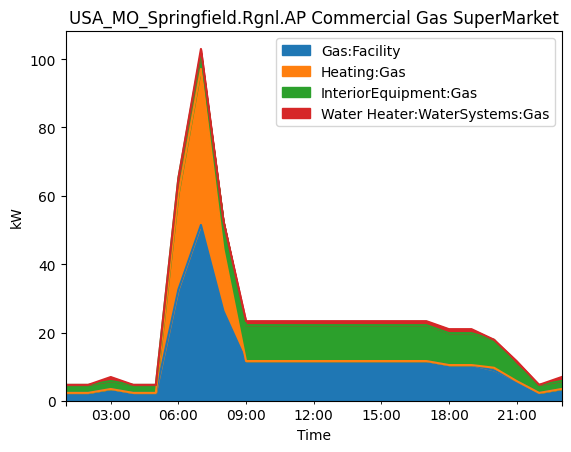 USA_MO_Springfield.Rgnl.AP Commercial Gas SuperMarket
Gas:Facility
Heating:Gas
InteriorEquipment:Gas
Water Heater:WaterSystems:Gas
kW
100
80
60
40
20
0
03:00 06:00 09:00 12:00 15:00 18:00 21:00
Time